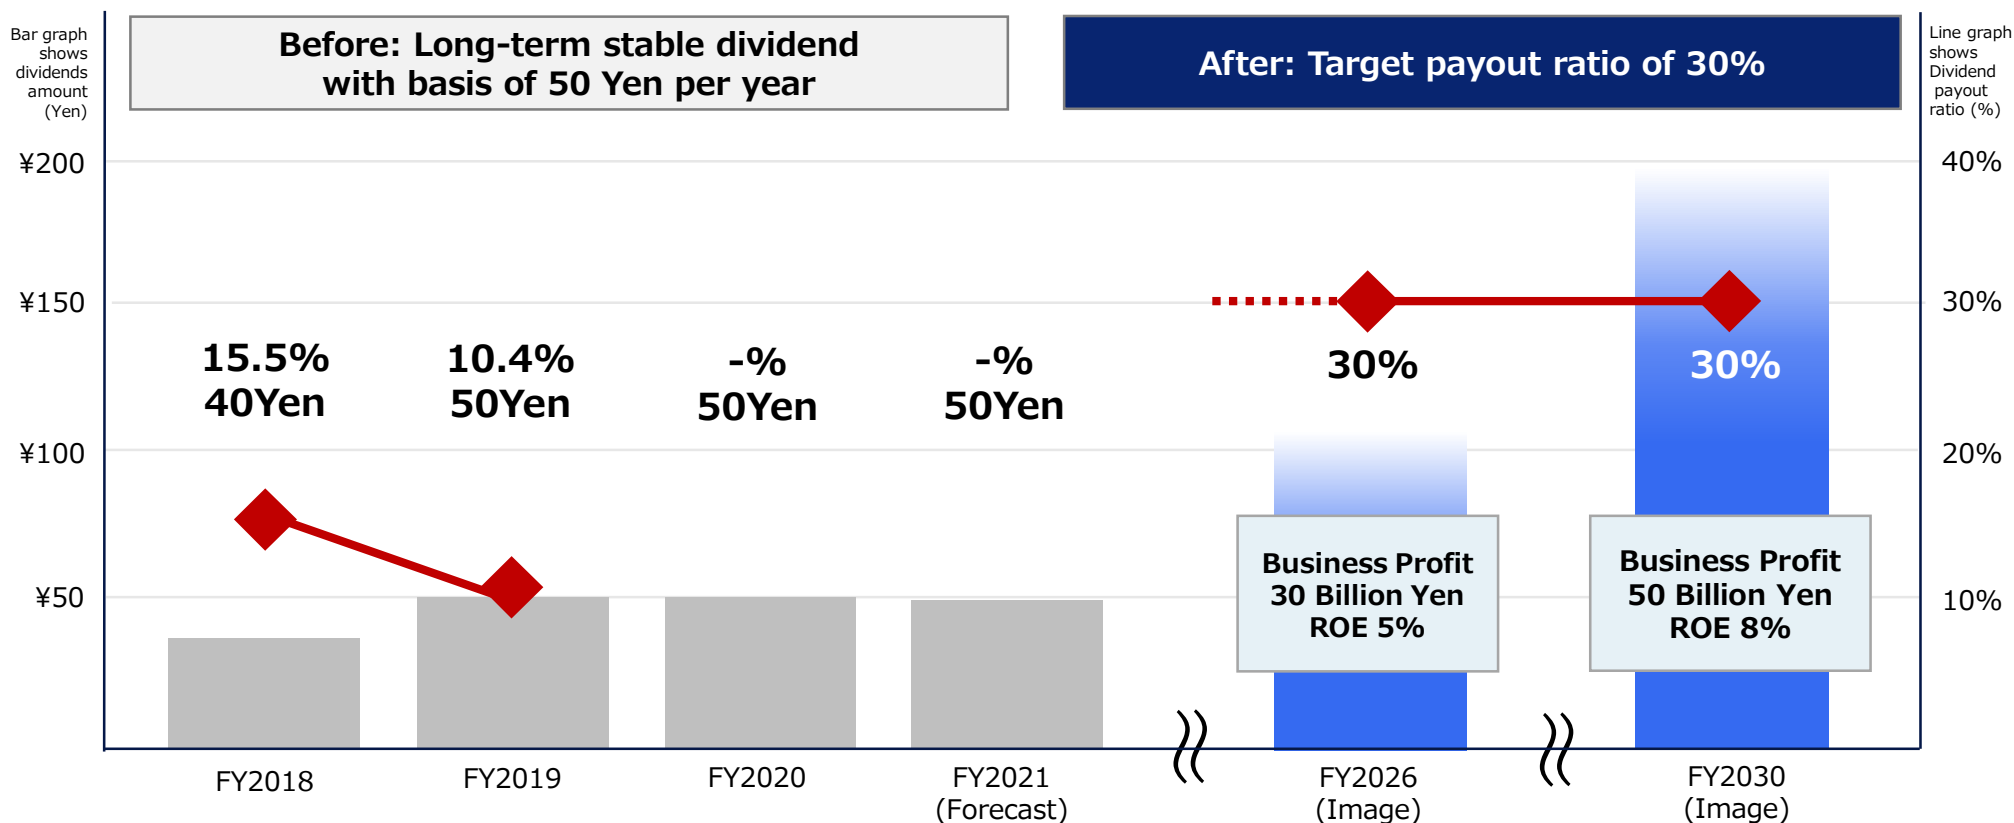 Bar graph
shows
dividends
amount
(Yen)
Before: Long-term stable dividend
with basis of 50 Yen per year
After: Target payout ratio of 30%
Line graph
shows
Dividend
payout
ratio (%)
¥200
¥150
¥100
¥50
40%
30%
20%
10%
15.5%
40Yen
10.4%
50Yen
-%
50Yen
-%
50Yen
30%
30%
Business Profit
30 Billion Yen
ROE 5%
Business Profit
50 Billion Yen
ROE 8%
FY2018
FY2019
FY2020
FY2021
(Forecast)
FY2026
(Image)
FY2030
(Image)